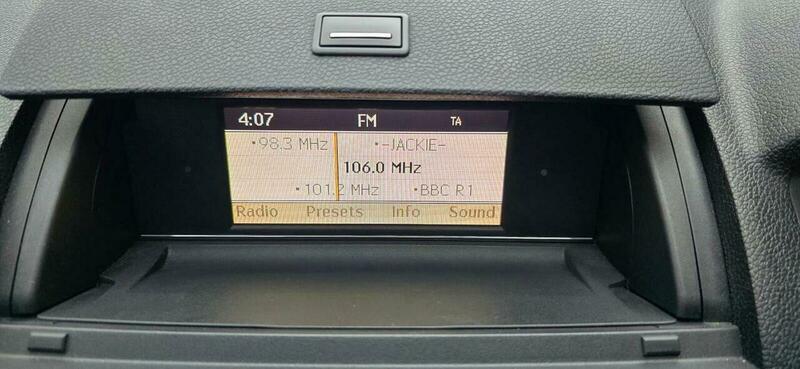 4:07 FM TA
•98.3 MHz •-JACKIE-
106.0 MHz
•101.2 MHz •BBC R1
Radio Presets Info Sound